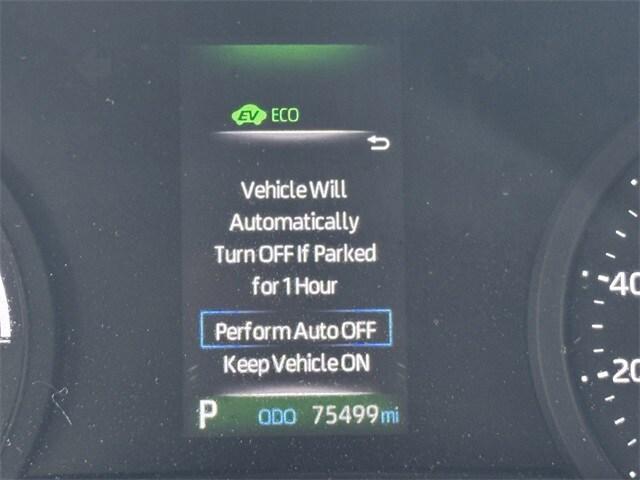 EV ECO
Vehicle Will
Automatically
Turn OFF If Parked
for 1 Hour
Perform Auto OFF
Keep Vehicle ON
P ODO 75499 mi
40
20